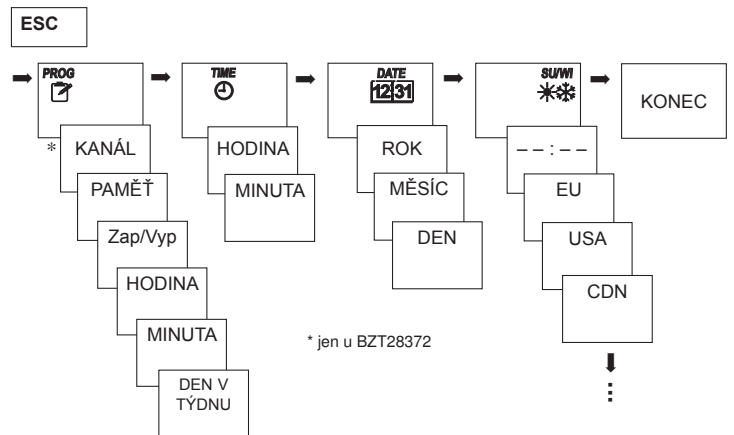 ESC
PROG
KANÁL
PAMĚŤ
Zap/Vyp
HODINA
MINUTA
DEN V
TÝDNU
TIME
HODINA
MINUTA
DATE
12 31
ROK
MĚSÍC
DEN
SU/WI
– – : – –
EU
USA
CDN
KONEC
*
* jen u BZT28372